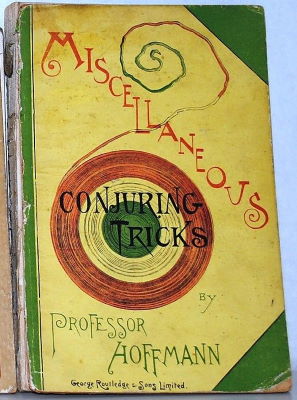 MISCELLANEOUS
CONJURING
TRICKS
BY
PROFESSOR
HOFFMANN
George Routledge & Sons Limited.